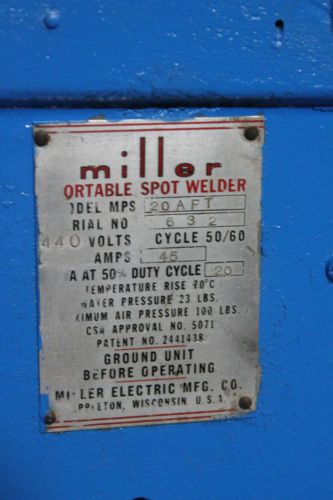 miller
ORTABLE SPOT WELDER
ODEL MPS 20AFT
RIAL NO 632
440 VOLTS CYCLE 50/60
AMPS 45
A AT 50% DUTY CYCLE 20
TEMPERATURE RISE 70°C
WATER PRESSURE 23 LBS.
XIMUM AIR PRESSURE 100 LBS.
CSA APPROVAL NO. 5071
PATENT NO. 2441438
GROUND UNIT
BEFORE OPERATING
MILLER ELECTRIC MFG. CO.
PPLETON, WISCONSIN, U.S.A.